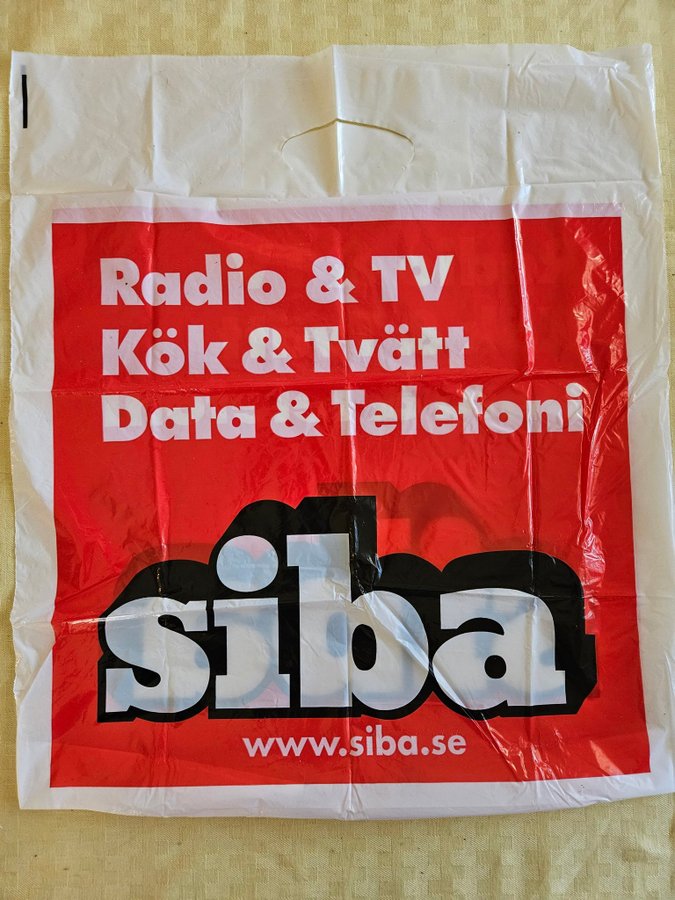 Radio & TV
Kök & Tvätt
Data & Telefoni
siba
www.siba.se